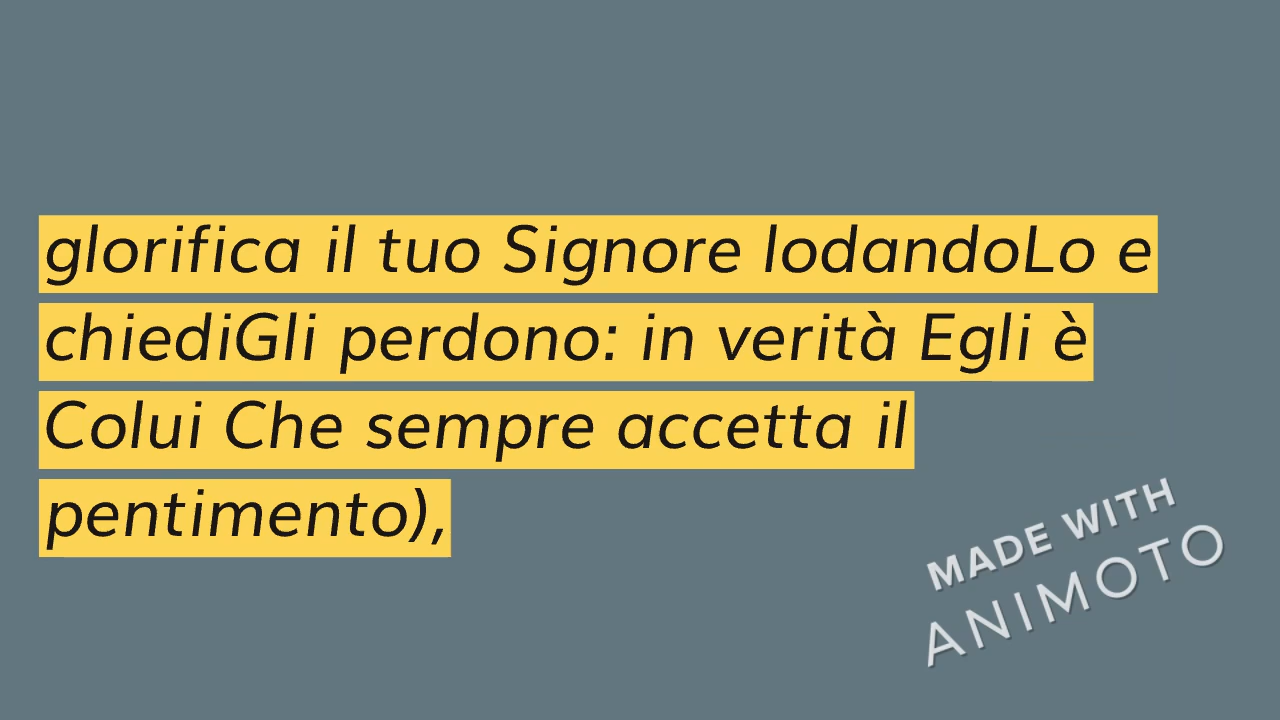 glorifica il tuo Signore lodandoLo e
chiediGli perdono: in verità Egli è
Colui Che sempre accetta il
pentimento),
MADE WITH
ANIMOTO